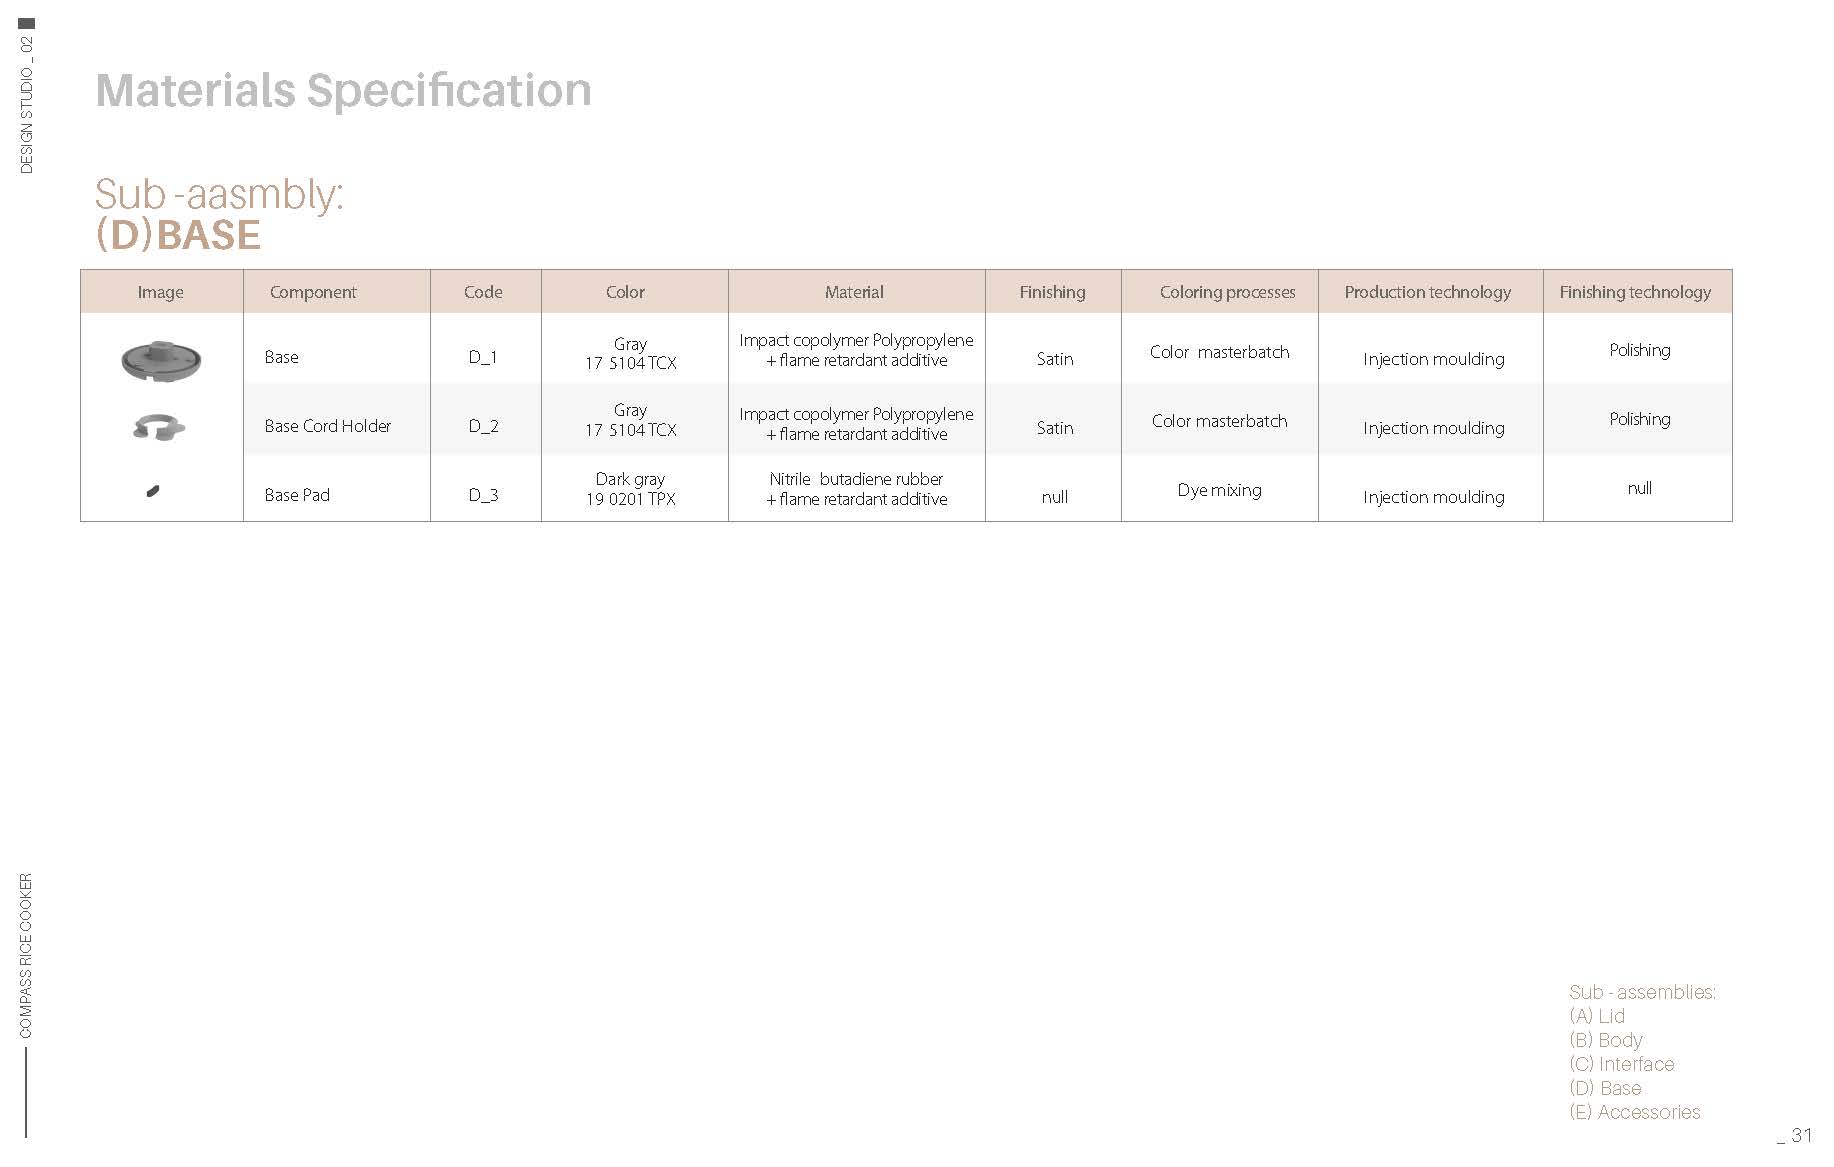 DESIGN STUDIO _ 02
Materials Specification
Sub -aasmbly:
(D)BASE
Image Component Code Color Material Finishing Coloring processes Production technology Finishing technology
Base D_1 Gray 17 5104 TCX Impact copolymer Polypropylene + flame retardant additive Satin Color masterbatch Injection moulding Polishing
Base Cord Holder D_2 Gray 17 5104 TCX Impact copolymer Polypropylene + flame retardant additive Satin Color masterbatch Injection moulding Polishing
Base Pad D_3 Dark gray 19 0201 TPX Nitrile butadiene rubber + flame retardant additive null Dye mixing Injection moulding null
COMPASS RICE COOKER
Sub - assemblies:
(A) Lid
(B) Body
(C) Interface
(D) Base
(E) Accessories
_ 31